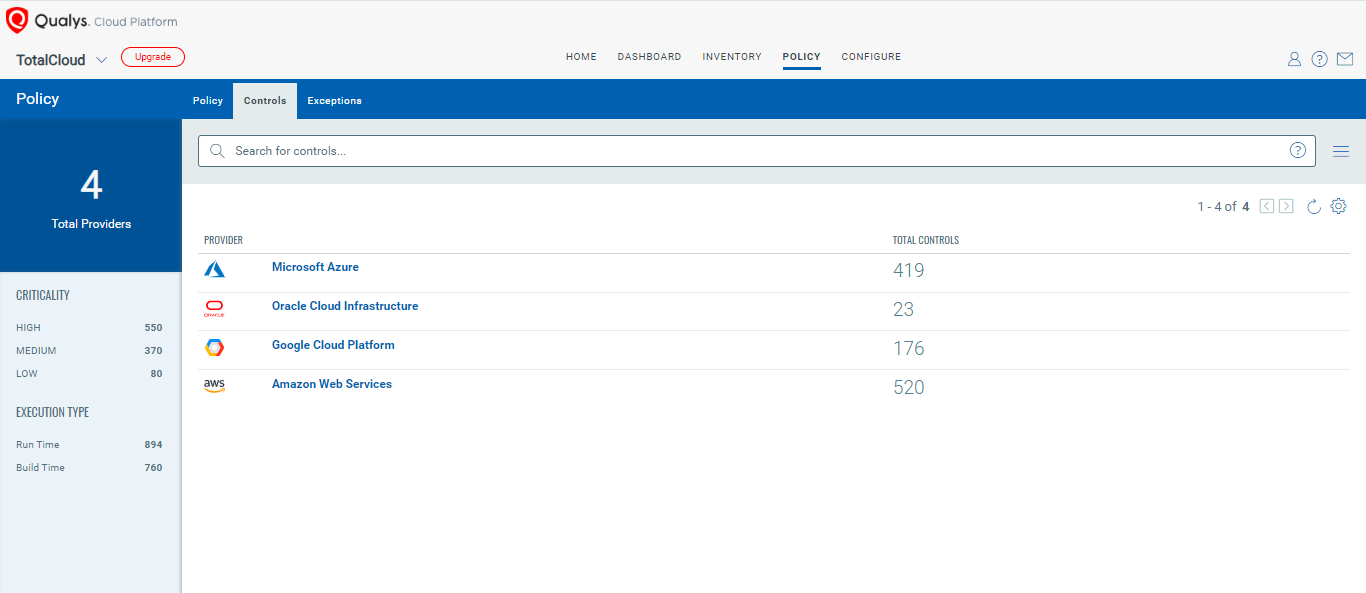 Qualys. Cloud Platform
TotalCloud
Upgrade
HOME DASHBOARD INVENTORY POLICY CONFIGURE
Policy
Policy Controls Exceptions
4
Total Providers
Search for controls...
1 - 4 of 4
CRITICALITY
HIGH 550
MEDIUM 370
LOW 80
EXECUTION TYPE
Run Time 894
Build Time 760
PROVIDER TOTAL CONTROLS
Microsoft Azure 419
ORACLE Oracle Cloud Infrastructure 23
Google Cloud Platform 176
aws Amazon Web Services 520